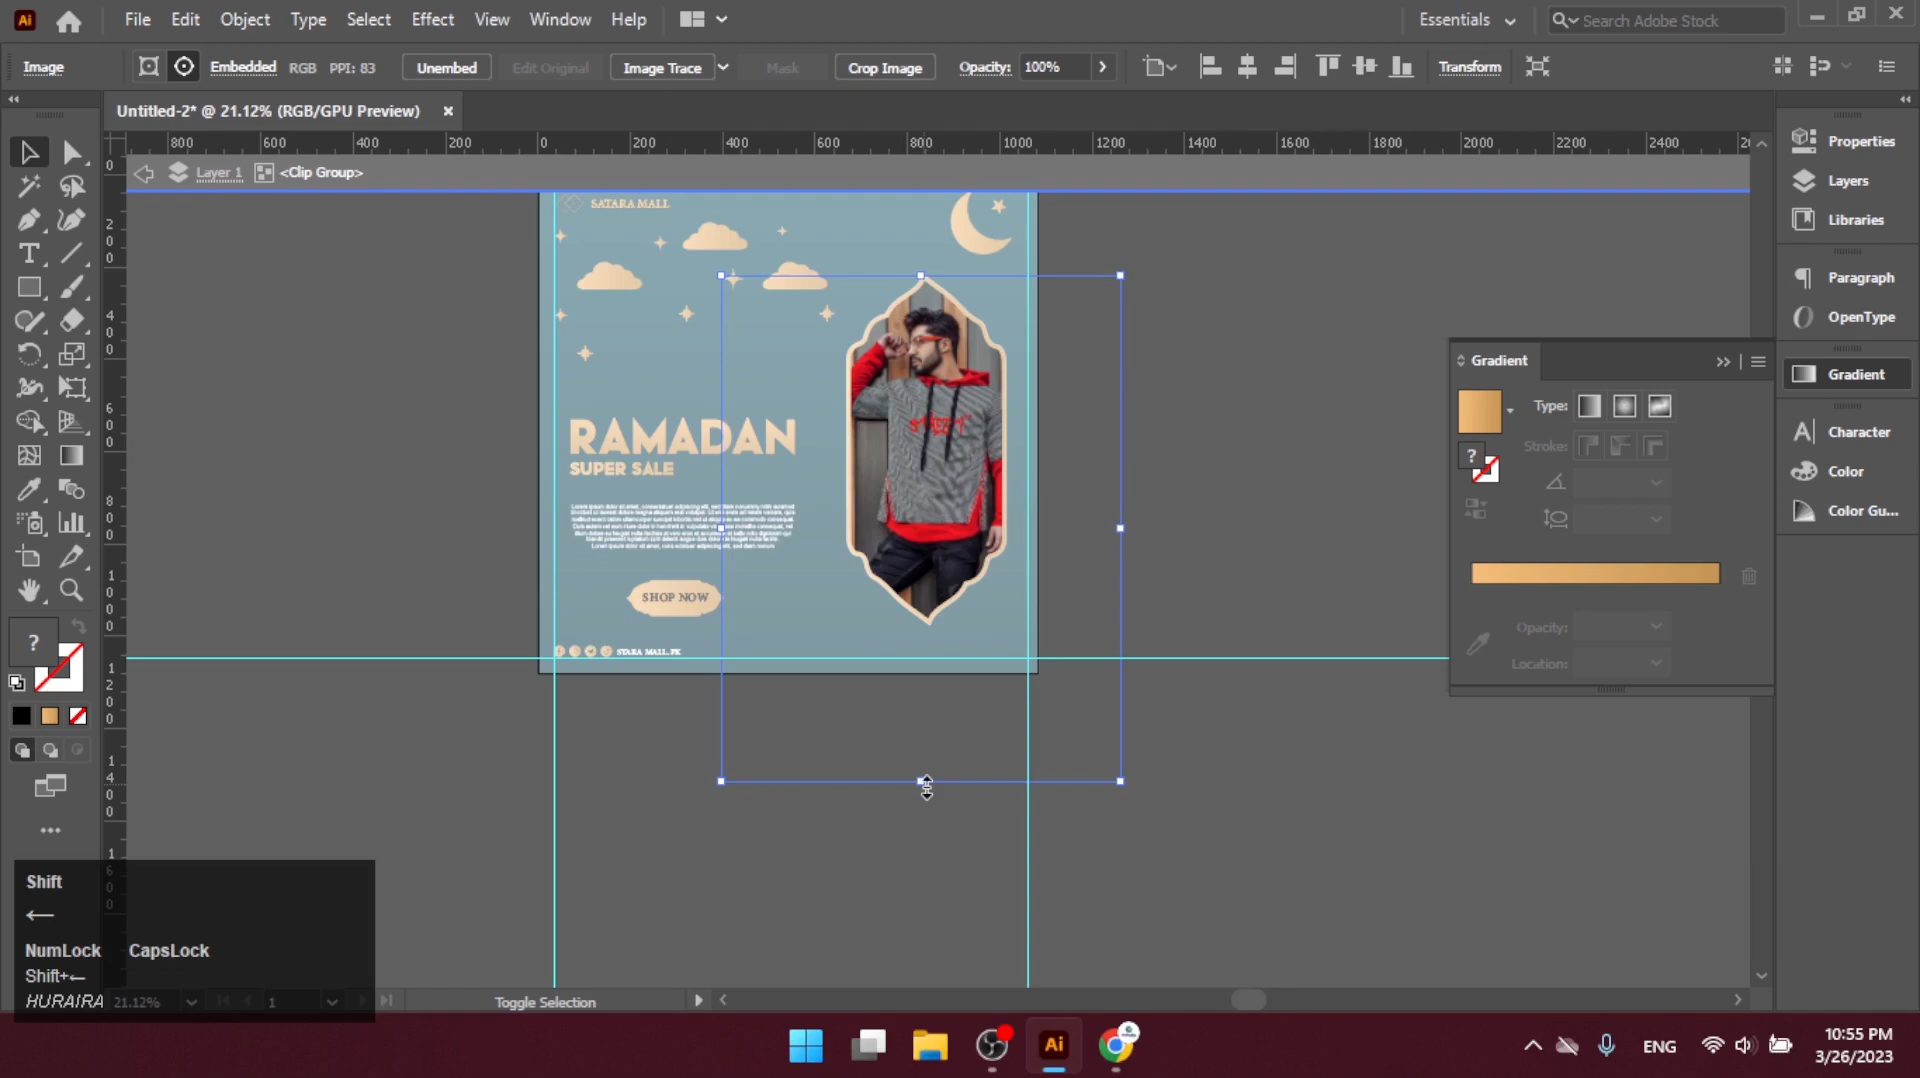 Ai File Edit Object Type Select Effect View Window Help Essentials Search Adobe Stock
Image Embedded RGB PPI: 83 Unembed Edit Original Image Trace Mask Crop Image Opacity: 100% Transform
Untitled-2* @ 21.12% (RGB/GPU Preview)
800 600 400 200 0 200 400 600 800 1000 1200 1400 1600 1800 2000 2200 2400
Layer 1 <Clip Group>
SATARA MALL
RAMADAN
SUPER SALE
SHOP NOW
STARA MALL.PK
Properties
Layers
Libraries
Paragraph
OpenType
Gradient
Character
Color
Color Gu...
Gradient
Type:
Stroke:
Opacity:
Location:
Shift
←
NumLock CapsLock
Shift+←
HURAIRA 21.12% 1 Toggle Selection
ENG
10:55 PM
3/26/2023